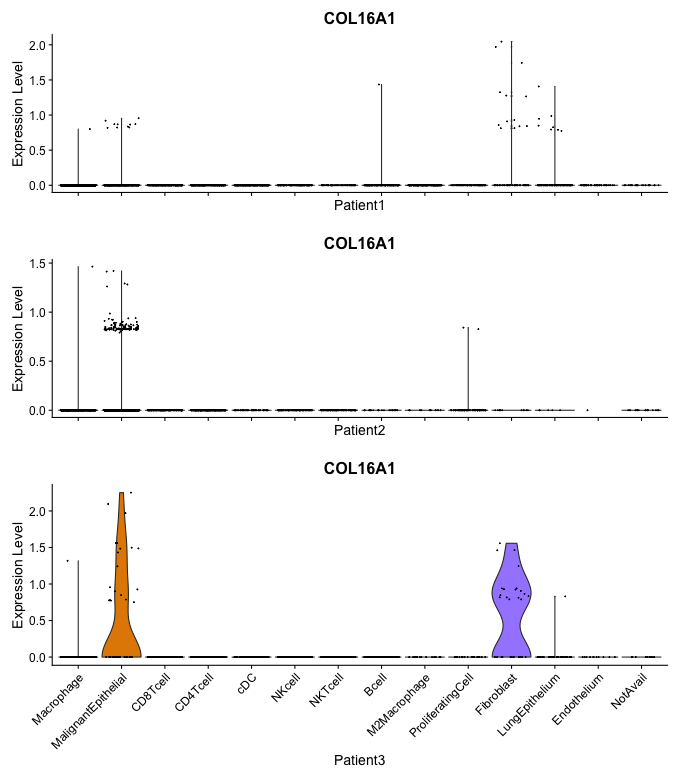 COL16A1
Expression Level
2.0
1.5
1.0
0.5
0.0
Patient1
COL16A1
Expression Level
1.5
1.0
0.5
0.0
Patient2
COL16A1
Expression Level
2.0
1.5
1.0
0.5
0.0
Macrophage
MalignantEpithelial
CD8Tcell
CD4Tcell
cDC
NKcell
NKTcell
Bcell
M2Macrophage
ProliferatingCell
Fibroblast
LungEpithelium
Endothelium
NotAvail
Patient3